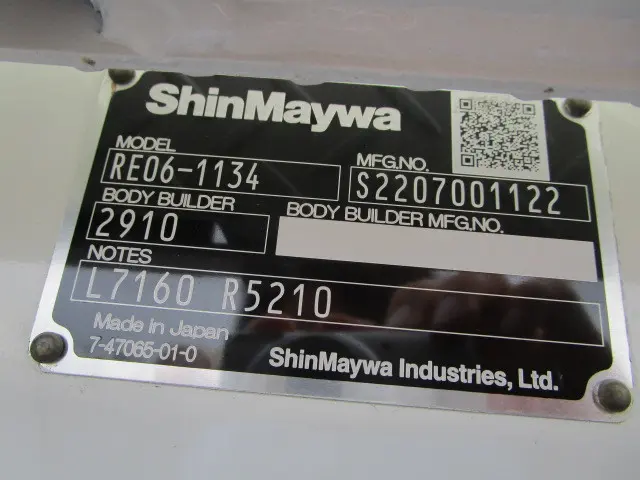 ShinMaywa
MODEL
RE06-1134
MFG.NO.
S2207001122
BODY BUILDER
2910
BODY BUILDER MFG.NO.
NOTES
L7160 R5210
Made in Japan
7-47065-01-0
ShinMaywa Industries, Ltd.